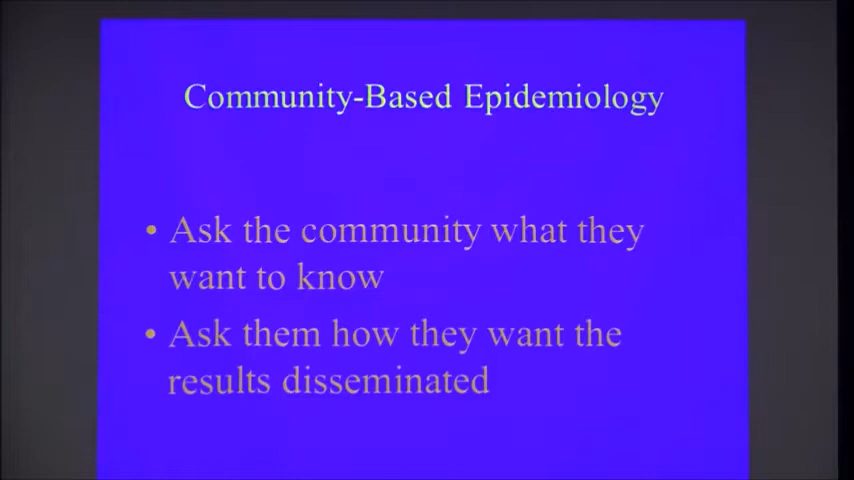 Community-Based Epidemiology
• Ask the community what they
want to know
• Ask them how they want the
results disseminated